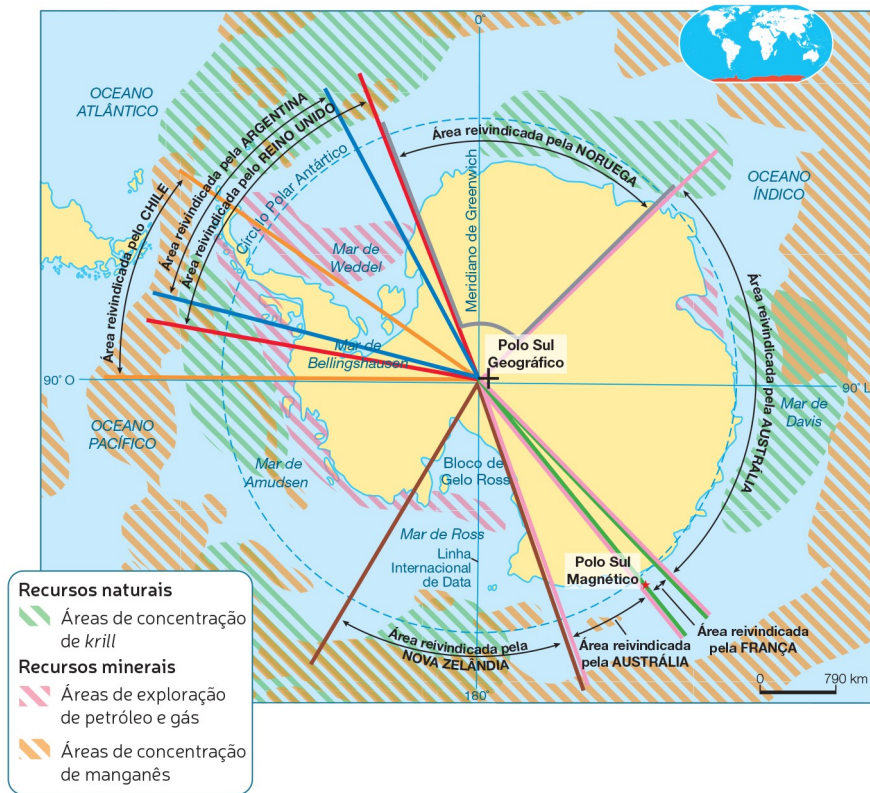 0°
OCEANO
ATLÂNTICO
Área reivindicada pela ARGENTINA
Área reivindicada pelo REINO UNIDO
Área reivindicada pelo CHILE
Círculo Polar Antártico
Área reivindicada pela NORUEGA
Meridiano de Greenwich
OCEANO
ÍNDICO
Mar de
Weddel
Área reivindicada pela AUSTRÁLIA
Polo Sul
Geográfico
Mar de
Bellingshausen
90° O
90° L
OCEANO
PACÍFICO
Mar de
Davis
Mar de
Amudsen
Bloco de
Gelo Ross
Mar de Ross
Linha
Internacional
de Data
Polo Sul
Magnético
Área reivindicada pela
NOVA ZELÂNDIA
Área reivindicada
pela AUSTRÁLIA
Área reivindicada
pela FRANÇA
180°
0 790 km
Recursos naturais
Áreas de concentração
de krill
Recursos minerais
Áreas de exploração
de petróleo e gás
Áreas de concentração
de manganês